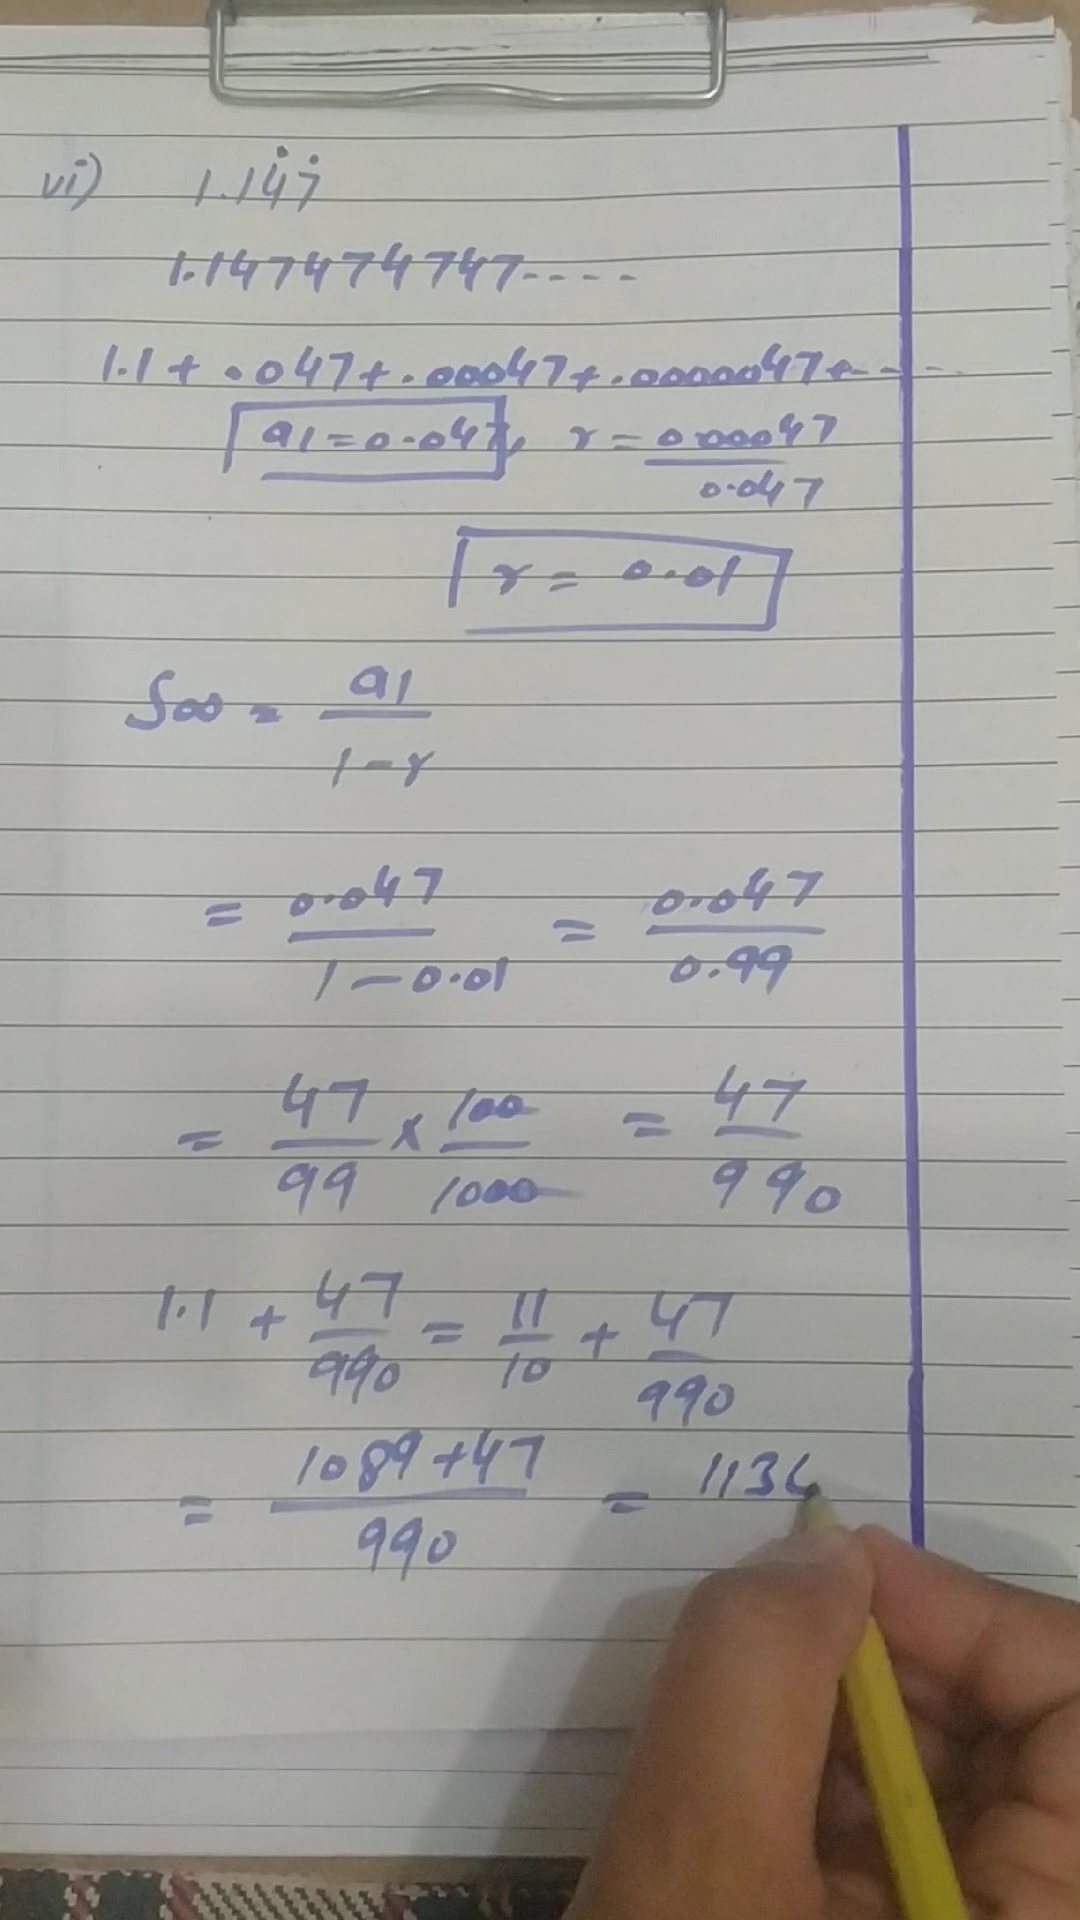 vi) 1.14̇7̇
1.147474747----
1.1 + .047 + .00047 + .0000047 + -----
a1 = 0.047, r = 0.00047 / 0.047
r = 0.01
S∞ = a1 / 1 - r
= 0.047 / 1 - 0.01 = 0.047 / 0.99
= 47 / 99 × 100 / 1000 = 47 / 990
1.1 + 47 / 990 = 11 / 10 + 47 / 990
= 1089 + 47 / 990 = 1136